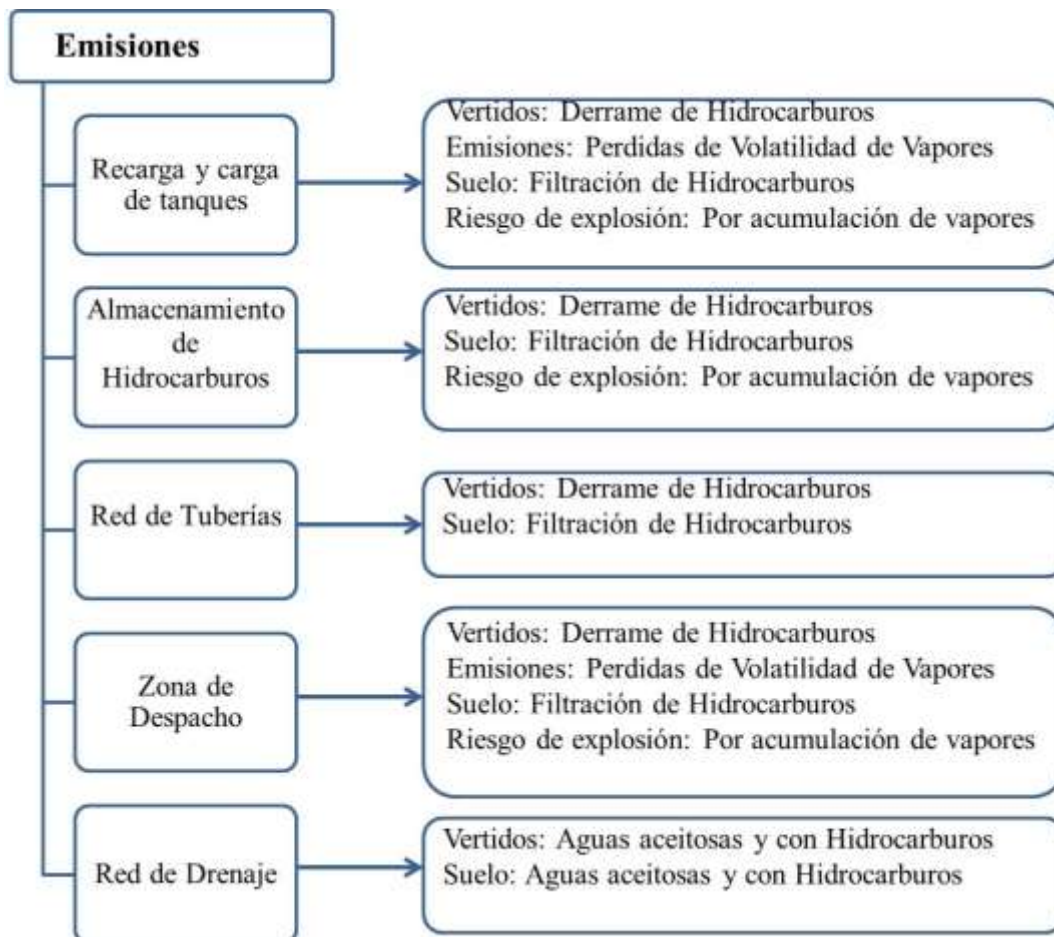 Emisiones
Recarga y carga
de tanques
Vertidos: Derrame de Hidrocarburos
Emisiones: Perdidas de Volatilidad de Vapores
Suelo: Filtración de Hidrocarburos
Riesgo de explosión: Por acumulación de vapores
Almacenamiento
de
Hidrocarburos
Vertidos: Derrame de Hidrocarburos
Suelo: Filtración de Hidrocarburos
Riesgo de explosión: Por acumulación de vapores
Red de Tuberías
Vertidos: Derrame de Hidrocarburos
Suelo: Filtración de Hidrocarburos
Zona de
Despacho
Vertidos: Derrame de Hidrocarburos
Emisiones: Perdidas de Volatilidad de Vapores
Suelo: Filtración de Hidrocarburos
Riesgo de explosión: Por acumulación de vapores
Red de Drenaje
Vertidos: Aguas aceitosas y con Hidrocarburos
Suelo: Aguas aceitosas y con Hidrocarburos